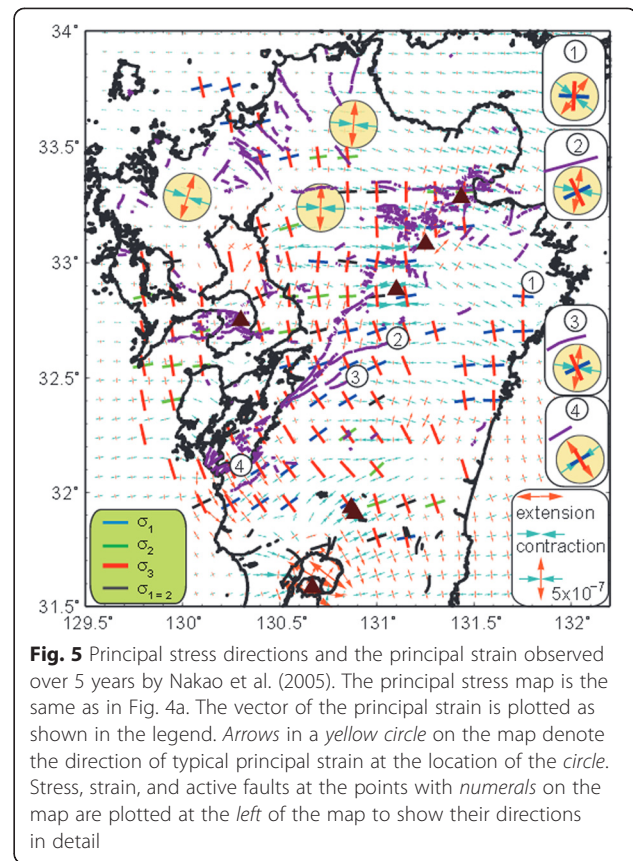 34°
33.5°
33°
32.5°
32°
31.5°
129.5°
130°
130.5°
131°
131.5°
132°
1
2
3
4
1
2
3
4
extension
contraction
5x10⁻⁷
σ₁
σ₂
σ₃
σ₁₌₂
Fig. 5 Principal stress directions and the principal strain observed
over 5 years by Nakao et al. (2005). The principal stress map is the
same as in Fig. 4a. The vector of the principal strain is plotted as
shown in the legend. Arrows in a yellow circle on the map denote
the direction of typical principal strain at the location of the circle.
Stress, strain, and active faults at the points with numerals on the
map are plotted at the left of the map to show their directions
in detail